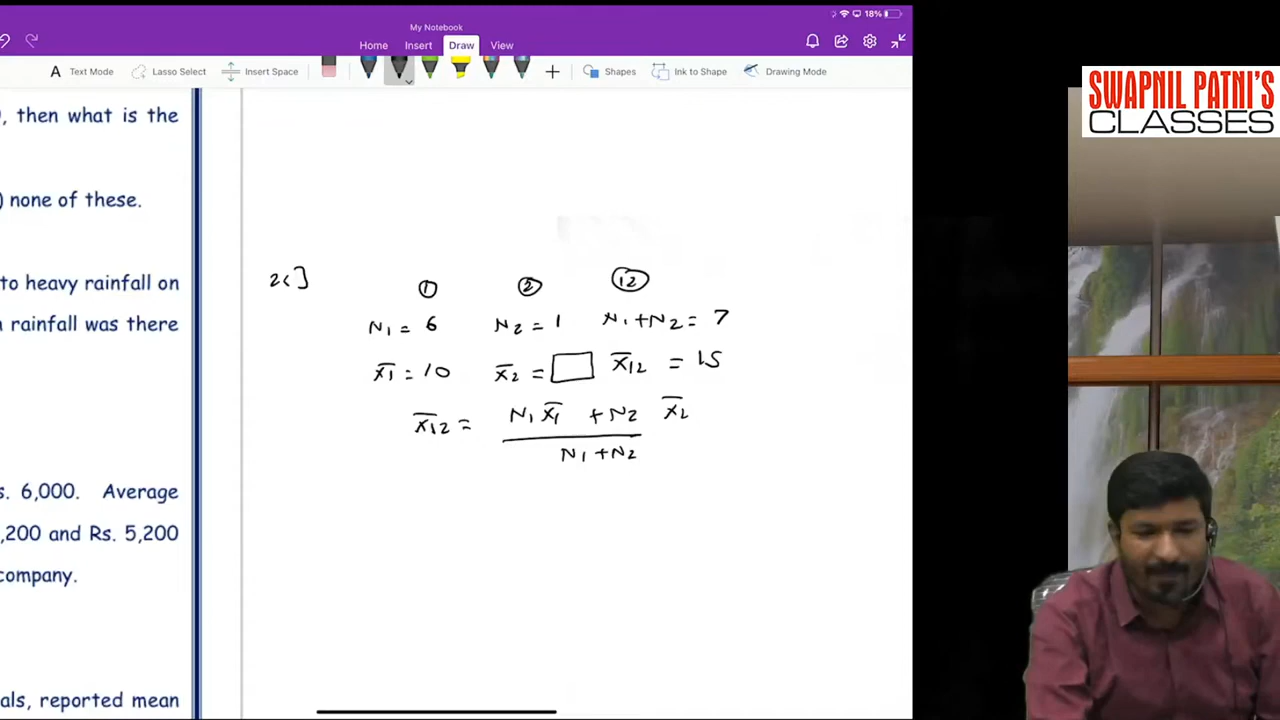 18%
My Notebook
Home Insert Draw View
Text Mode Lasso Select Insert Space Shapes Ink to Shape Drawing Mode
SWAPNIL PATNI'S
CLASSES
, then what is the
) none of these.
to heavy rainfall on
rainfall was there
s. 6,000. Average
,200 and Rs. 5,200
company.
als, reported mean
① ② ⑫
N₁ = 6 N₂ = 1 N₁+N₂ = 7
x̄₁ = 10 x̄₂ = □ x̄₁₂ = 15
x̄₁₂ = N₁x̄₁ + N₂ x̄₂
N₁+N₂